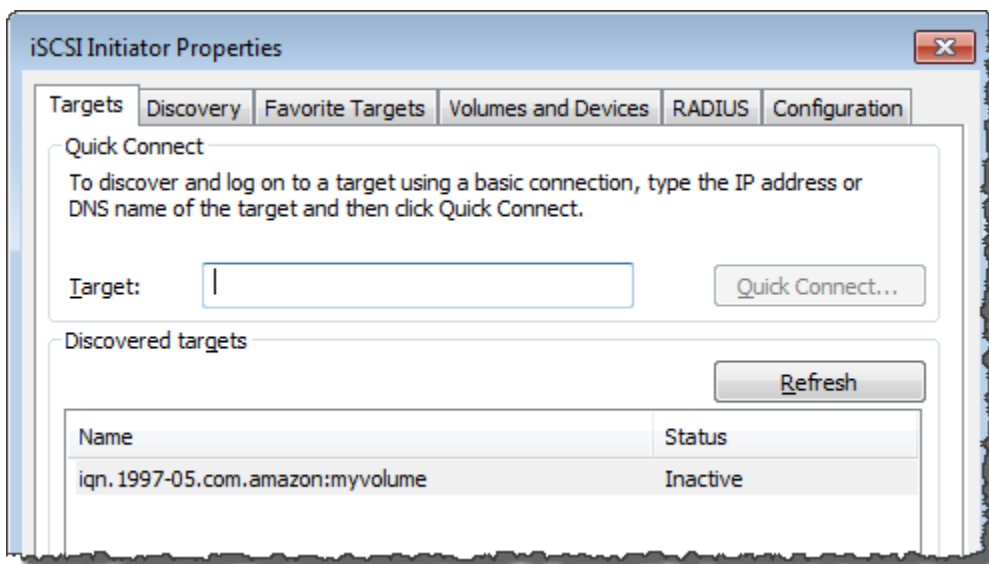 iSCSI Initiator Properties
Targets Discovery Favorite Targets Volumes and Devices RADIUS Configuration
Quick Connect
To discover and log on to a target using a basic connection, type the IP address or
DNS name of the target and then click Quick Connect.
Target: Quick Connect...
Discovered targets
Refresh
Name Status
iqn.1997-05.com.amazon:myvolume Inactive